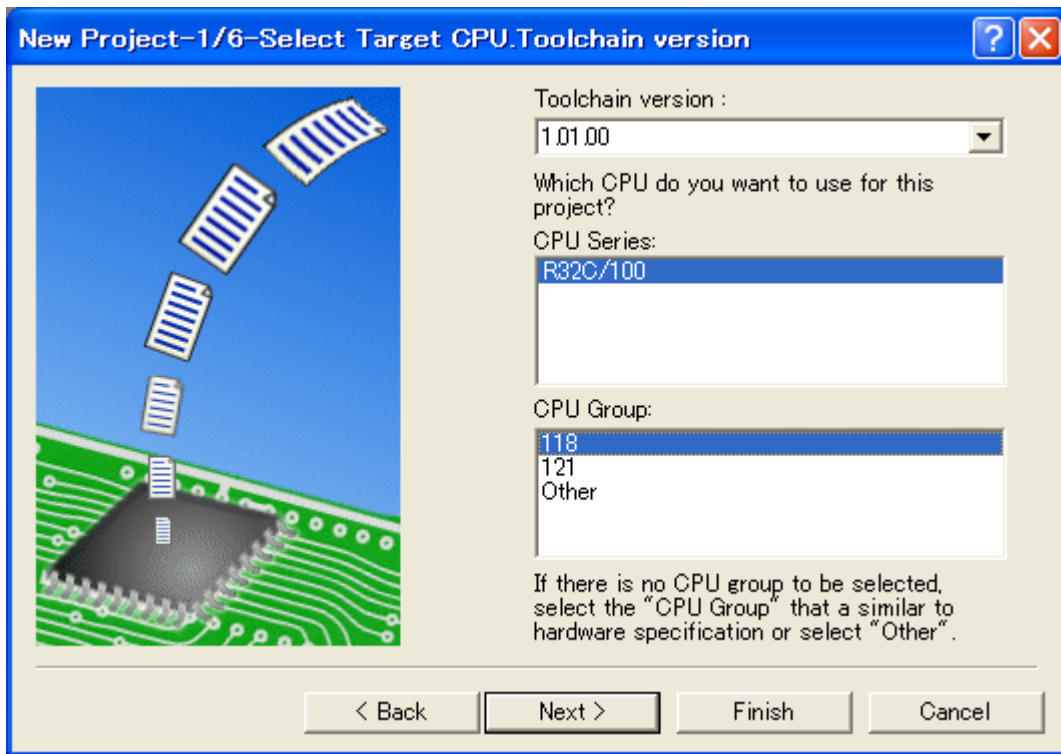 New Project-1/6-Select Target CPU.Toolchain version
Toolchain version :
1.01.00
Which CPU do you want to use for this
project?
CPU Series:
R32C/100
CPU Group:
118
121
Other
If there is no CPU group to be selected,
select the "CPU Group" that a similar to
hardware specification or select "Other".
< Back
Next >
Finish
Cancel